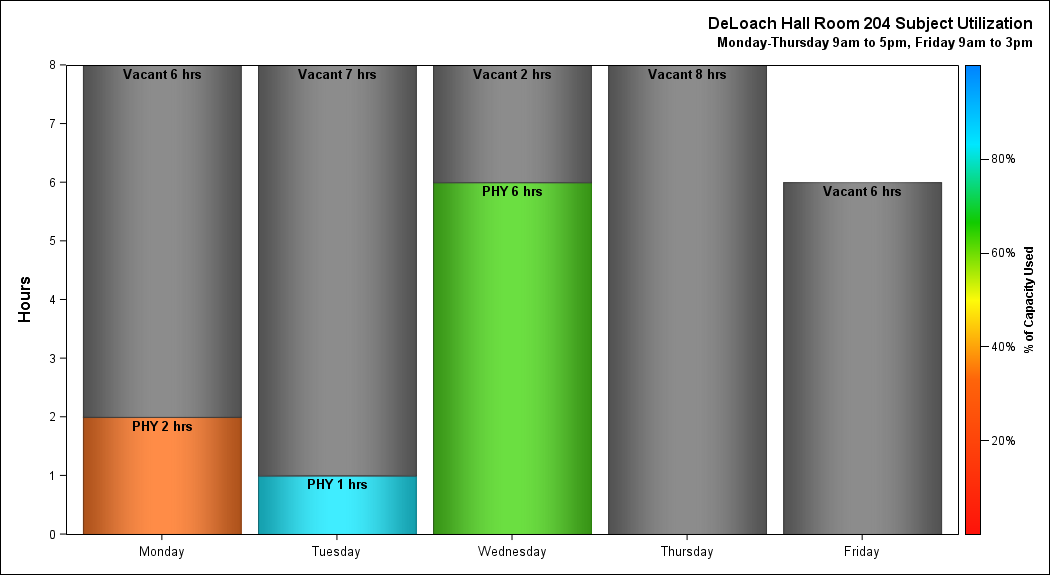 DeLoach Hall Room 204 Subject Utilization
Monday-Thursday 9am to 5pm, Friday 9am to 3pm
Hours
8
7
6
5
4
3
2
1
0
Vacant 6 hrs
PHY 2 hrs
Vacant 7 hrs
PHY 1 hrs
Vacant 2 hrs
PHY 6 hrs
Vacant 8 hrs
Vacant 6 hrs
Monday
Tuesday
Wednesday
Thursday
Friday
80%
60%
40%
20%
% of Capacity Used